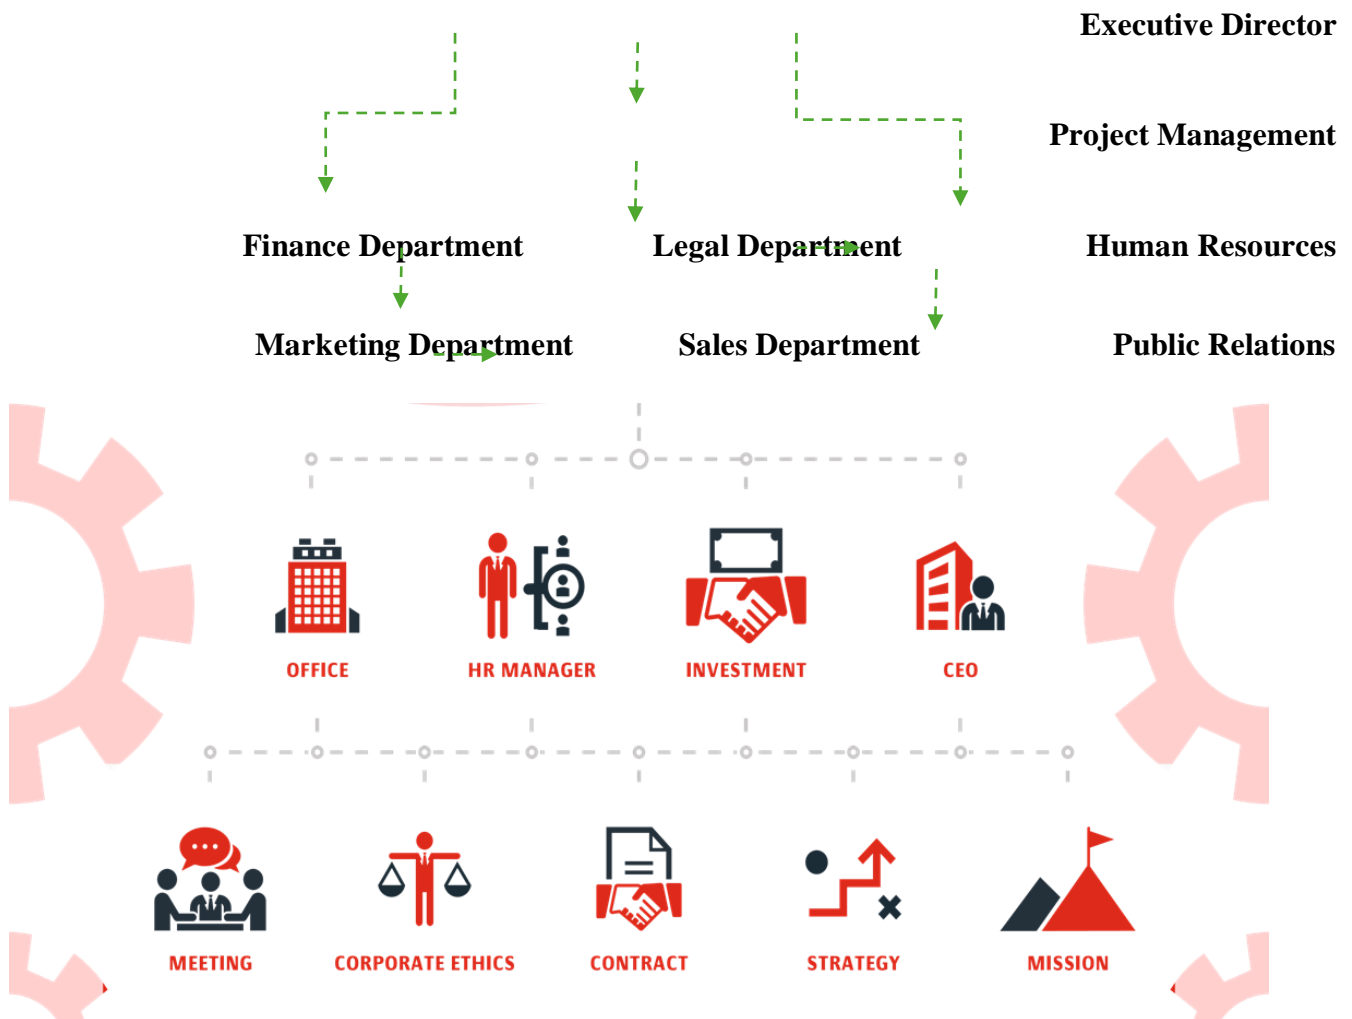 Executive Director
Project Management
Finance Department Legal Department Human Resources
Marketing Department Sales Department Public Relations
OFFICE HR MANAGER INVESTMENT CEO
MEETING CORPORATE ETHICS CONTRACT STRATEGY MISSION